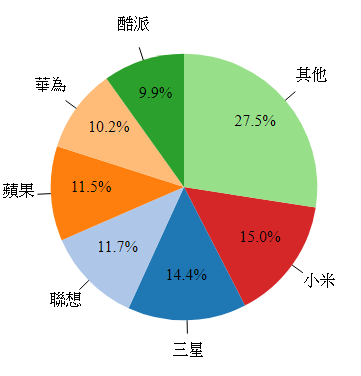 酷派
其他
華為
9.9%
27.5%
10.2%
蘋果
11.5%
15.0%
11.7%
14.4%
小米
聯想
三星